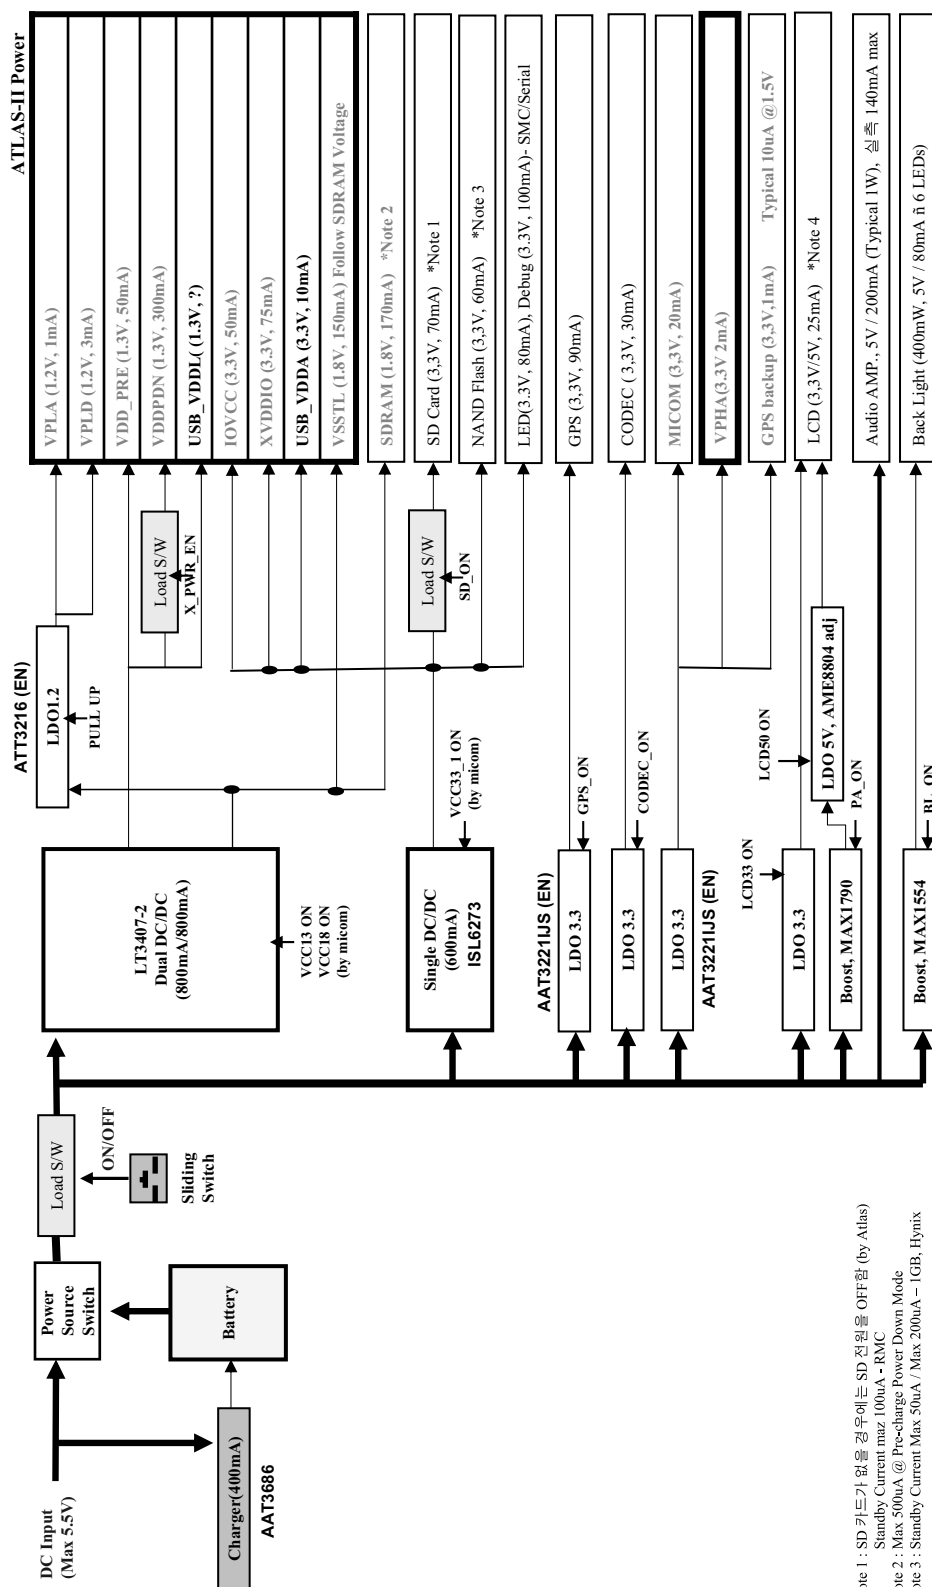 ATLAS-II Power
VPLA (1.2V, 1mA)
VPLD (1.2V, 3mA)
VDD_PRE (1.3V, 50mA)
VDDPDN (1.3V, 300mA)
USB_VDDL( (1.3V, ?)
IOVCC (3.3V, 50mA)
XVDDIO (3.3V, 75mA)
USB_VDDA (3.3V, 10mA)
VSSTL (1.8V, 150mA) Follow SDRAM Voltage
SDRAM (1.8V, 170mA) *Note 2
SD Card (3,3V, 70mA) *Note 1
NAND Flash (3,3V, 60mA) *Note 3
LED(3.3V, 80mA), Debug (3.3V, 100mA)- SMC/Serial
GPS (3,3V, 90mA)
CODEC ( 3,3V, 30mA)
MICOM (3,3V, 20mA)
VPHA(3.3V 2mA)
GPS backup (3,3V,1mA) Typical 10uA @1.5V
LCD (3,3V/5V, 25mA) *Note 4
Audio AMP., 5V / 200mA (Typical 1W), 실측 140mA max
Back Light (400mW, 5V / 80mA ñ 6 LEDs)
ATT3216 (EN)
LDO1.2
PULL UP
Load S/W
X_PWR_EN
Load S/W
SD_ON
LT3407-2
Dual DC/DC
(800mA/800mA)
VCC13 ON
VCC18 ON
(by micom)
Single DC/DC
(600mA)
ISL6273
VCC33_1 ON
(by micom)
AAT3221IJS (EN)
LDO 3.3
GPS_ON
LDO 3.3
CODEC_ON
LDO 3.3
AAT3221IJS (EN)
LCD33 ON
LDO 3.3
LCD50 ON
LDO 5V, AME8804 adj
Boost, MAX1790
PA_ON
Boost, MAX1554
BL_ON
Load S/W
ON/OFF
Sliding
Switch
Power
Source
Switch
Battery
DC Input
(Max 5.5V)
Charger(400mA)
AAT3686
ote 1 : SD 카드가 없을 경우에는 SD 전원을 OFF함 (by Atlas)
Standby Current maz 100uA - RMC
ote 2 : Max 500uA @ Pre-charge Power Down Mode
ote 3 : Standby Current Max 50uA / Max 200uA – 1GB, Hynix